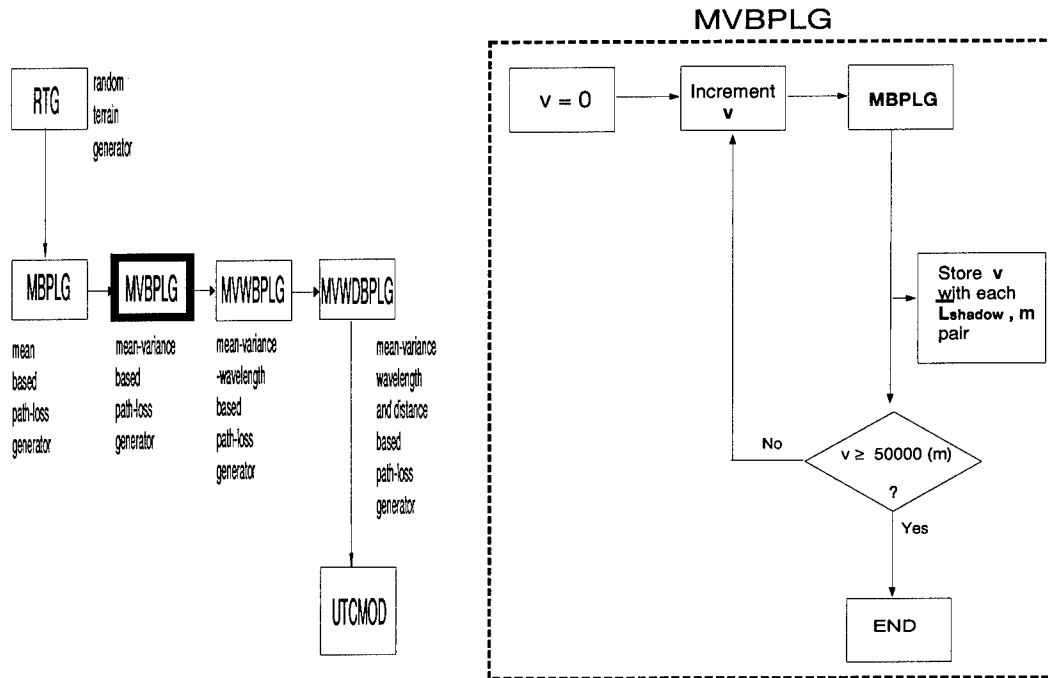 RTG
random
terrain
generator
MBPLG
MVBPLG
MVWBPLG
MVWDBPLG
mean
based
path-loss
generator
mean-variance
based
path-loss
generator
mean-variance
-wavelength
based
path-loss
generator
mean-variance
wavelength
and distance
based
path-loss
generator
UTCMOD
MVBPLG
v = 0
Increment
v
MBPLG
Store v
with each
L̅shadow , m
pair
v ≥ 50000 (m)
?
No
Yes
END